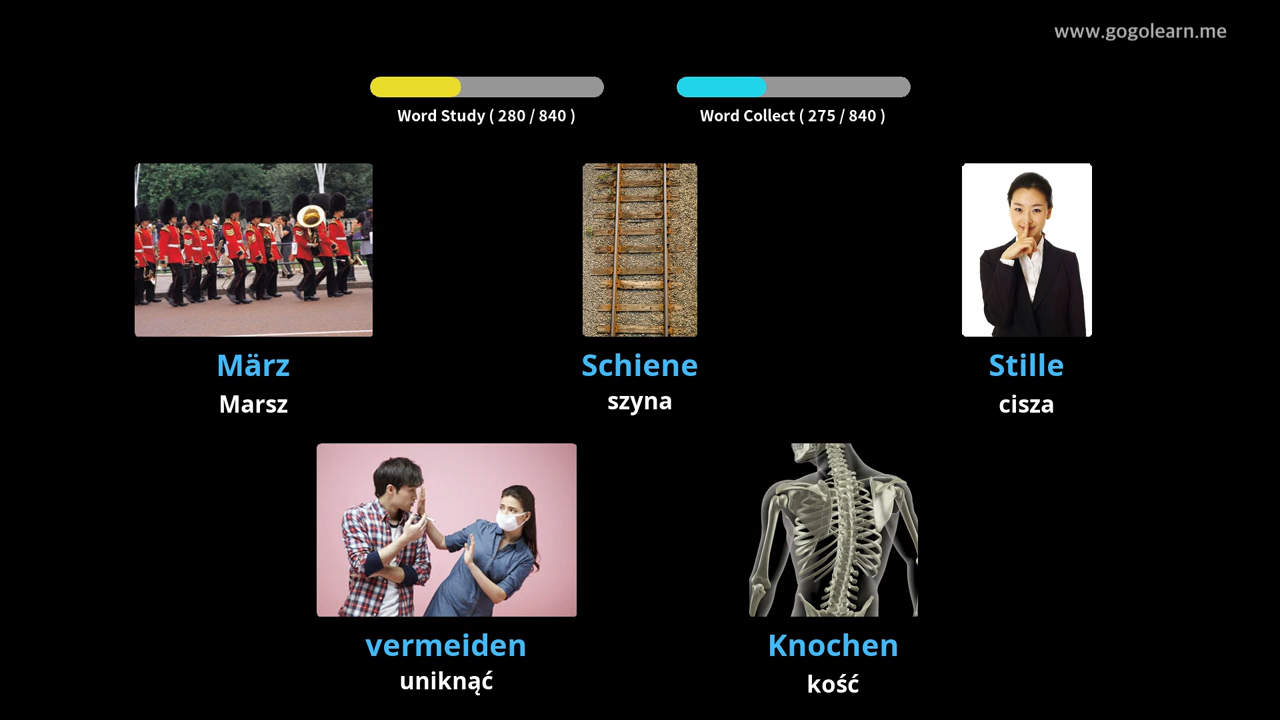 www.gogolearn.me
Word Study ( 280 / 840 )
Word Collect ( 275 / 840 )
März
Marsz
Schiene
szyna
Stille
cisza
vermeiden
uniknąć
Knochen
kość